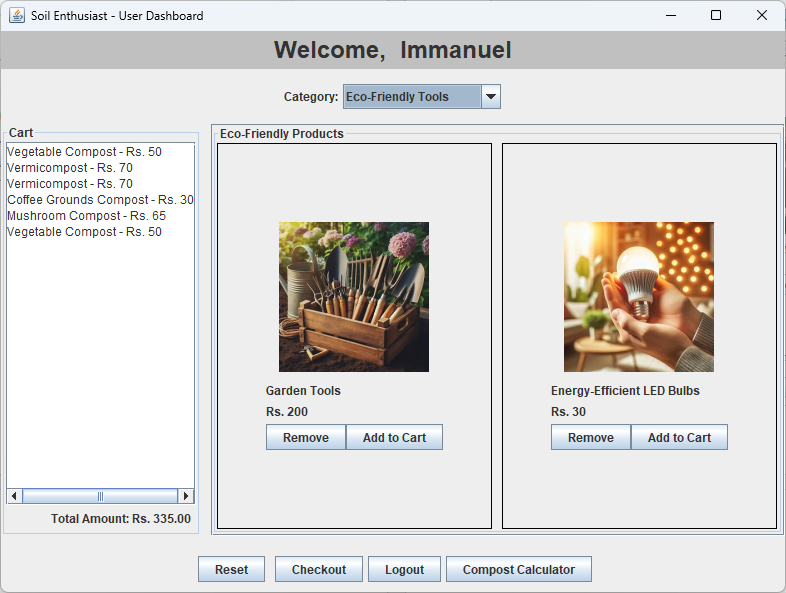 Soil Enthusiast - User Dashboard
Welcome,  Immanuel
Category: Eco-Friendly Tools
Cart
Vegetable Compost - Rs. 50
Vermicompost - Rs. 70
Vermicompost - Rs. 70
Coffee Grounds Compost - Rs. 30
Mushroom Compost - Rs. 65
Vegetable Compost - Rs. 50
Total Amount: Rs. 335.00
Eco-Friendly Products
Garden Tools
Rs. 200
Remove Add to Cart
Energy-Efficient LED Bulbs
Rs. 30
Remove Add to Cart
Reset Checkout Logout Compost Calculator